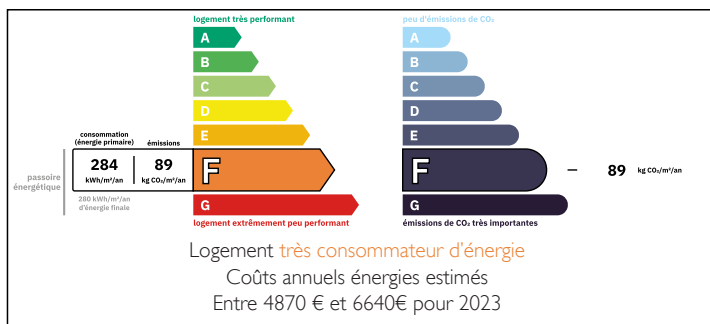 logement très performant
A
B
C
D
E
consommation
(énergie primaire)
émissions
284
kWh/m²/an
89
kg CO₂/m²/an
F
passoire
énergétique
280 kWh/m²/an
d'énergie finale
G
logement extrêmement peu performant
peu d'émissions de CO₂
A
B
C
D
E
F
89 kg CO₂/m²/an
G
émissions de CO₂ très importantes
Logement très consommateur d'énergie
Coûts annuels énergies estimés
Entre 4870 € et 6640€ pour 2023